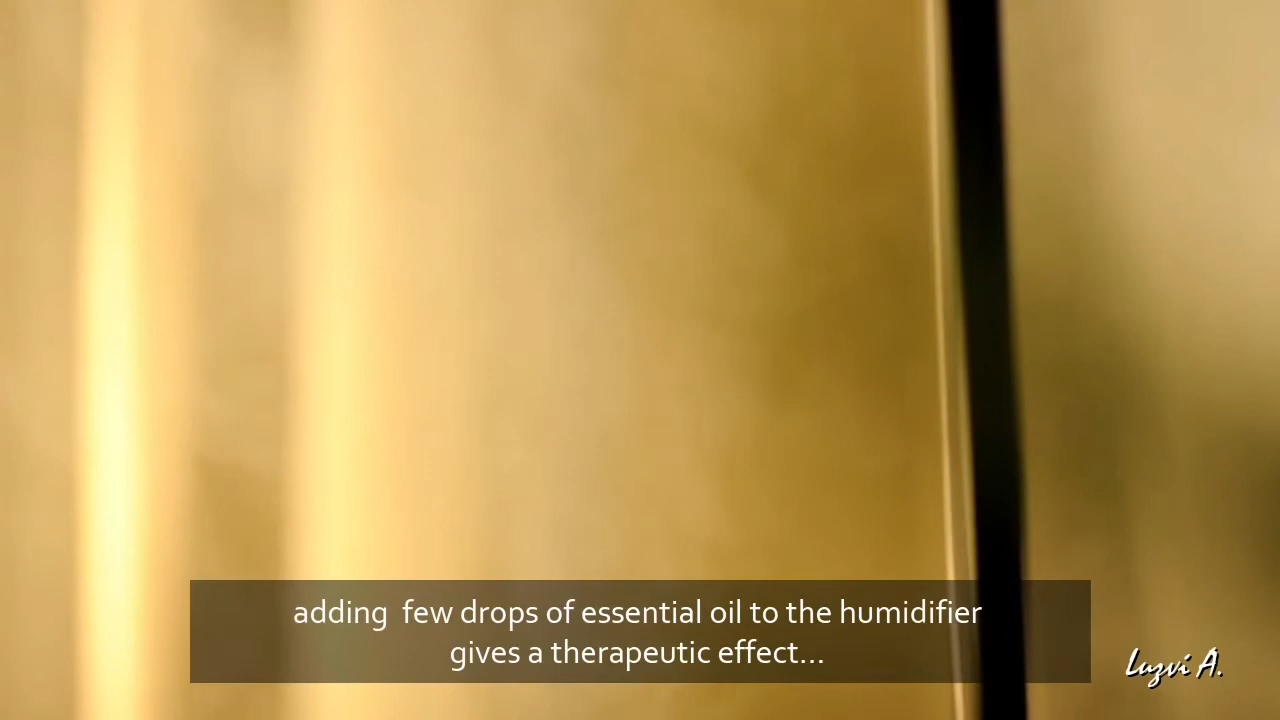 adding  few drops of essential oil to the humidifier
gives a therapeutic effect...
Luzvi A.